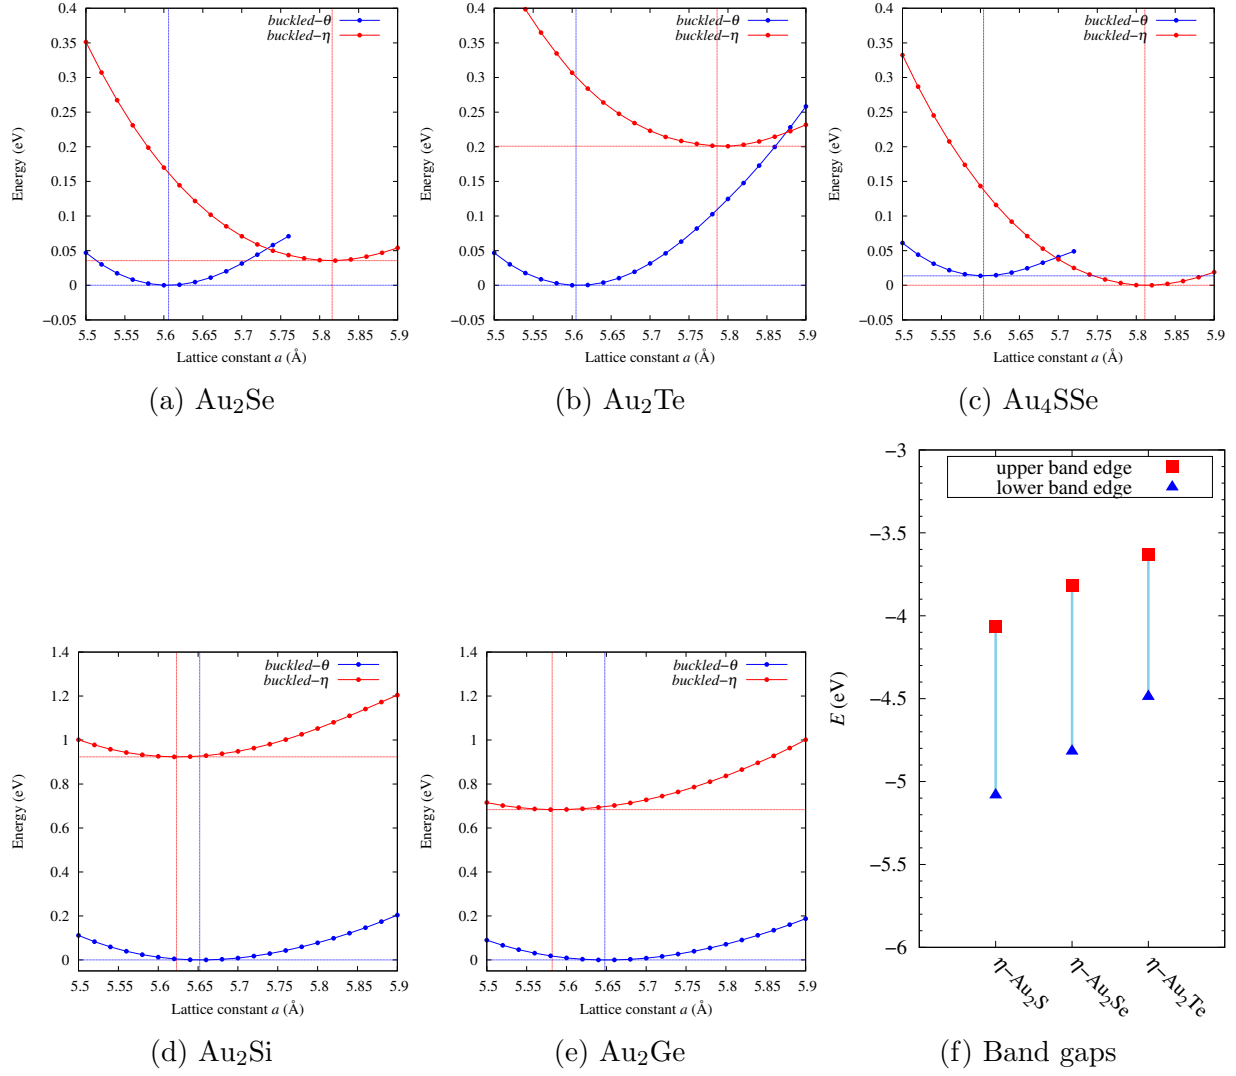 buckled-θ
buckled-η
0.4
0.35
0.3
0.25
0.2
0.15
0.1
0.05
0
−0.05
Energy (eV)
5.5 5.55 5.6 5.65 5.7 5.75 5.8 5.85 5.9
Lattice constant a (Å)
(a) Au₂Se
buckled-θ
buckled-η
0.4
0.35
0.3
0.25
0.2
0.15
0.1
0.05
0
−0.05
Energy (eV)
5.5 5.55 5.6 5.65 5.7 5.75 5.8 5.85 5.9
Lattice constant a (Å)
(b) Au₂Te
buckled-θ
buckled-η
0.4
0.35
0.3
0.25
0.2
0.15
0.1
0.05
0
−0.05
Energy (eV)
5.5 5.55 5.6 5.65 5.7 5.75 5.8 5.85 5.9
Lattice constant a (Å)
(c) Au₄SSe
buckled-θ
buckled-η
1.4
1.2
1
0.8
0.6
0.4
0.2
0
Energy (eV)
5.5 5.55 5.6 5.65 5.7 5.75 5.8 5.85 5.9
Lattice constant a (Å)
(d) Au₂Si
buckled-θ
buckled-η
1.4
1.2
1
0.8
0.6
0.4
0.2
0
Energy (eV)
5.5 5.55 5.6 5.65 5.7 5.75 5.8 5.85 5.9
Lattice constant a (Å)
(e) Au₂Ge
upper band edge
lower band edge
−3
−3.5
−4
−4.5
−5
−5.5
−6
E (eV)
η−Au₂S
η−Au₂Se
η−Au₂Te
(f) Band gaps